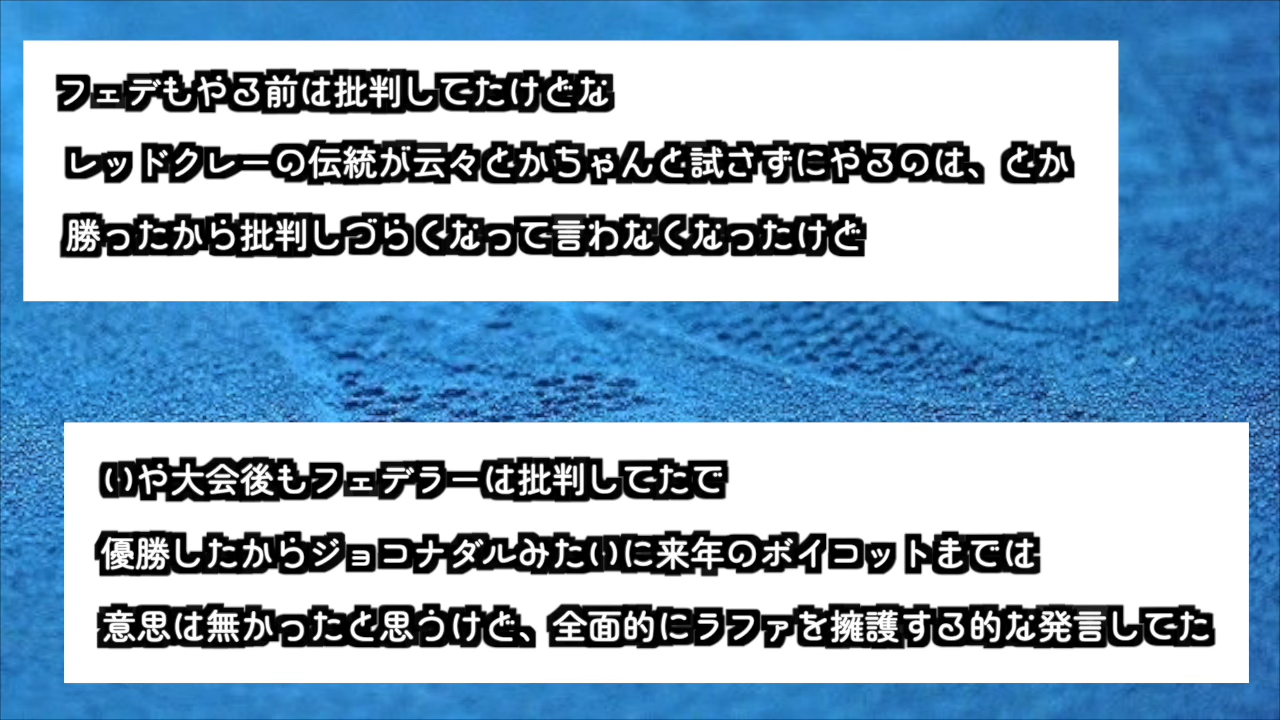 フェデもやる前は批判してたけどな
レッドクレーの伝統が云々とかちゃんと試さずにやるのは、とか
勝ったから批判しづらくなって言わなくなったけど
いや大会後もフェデラーは批判してたで
優勝したからジョコナダルみたいに来年のボイコットまでは
意思は無かったと思うけど、全面的にラファを擁護する的な発言してた